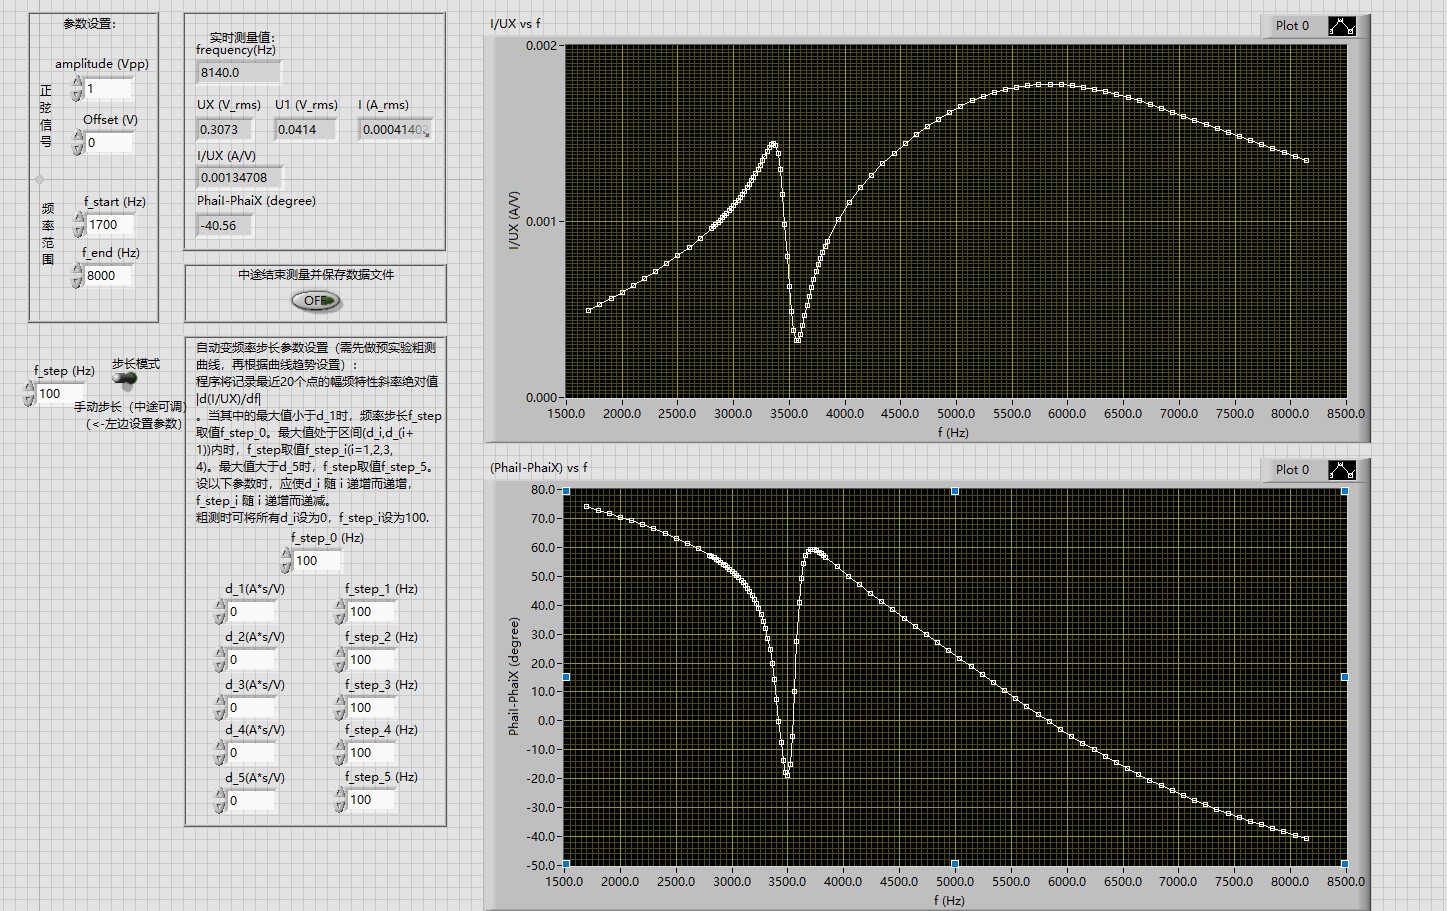 参数设置：
amplitude (Vpp)
1
正弦信号
Offset (V)
0
频率范围
f_start (Hz)
1700
f_end (Hz)
8000
f_step (Hz)
100
步长模式
手动步长（中途可调）
（<-左边设置参数）
实时测量值：
frequency(Hz)
8140.0
UX (V_rms) U1 (V_rms) I (A_rms)
0.3073 0.0414 0.00041402
I/UX (A/V)
0.00134708
PhaiI-PhaiX (degree)
-40.56
中途结束测量并保存数据文件
OFF
自动变频率步长参数设置（需先做预实验粗测
曲线，再根据曲线趋势设置）：
程序将记录最近20个点的幅频特性斜率绝对值
|d(I/UX)/df|
。当其中的最大值小于d_1时，频率步长f_step
取值f_step_0。最大值处于区间(d_i,d_(i+
1))内时，f_step取值f_step_i(i=1,2,3,
4)。最大值大于d_5时，f_step取值f_step_5。
设以下参数时，应使d_i 随 i 递增而递增，
f_step_i 随 i 递增而递减。
粗测时可将所有d_i设为0，f_step_i设为100.
f_step_0 (Hz)
100
d_1(A*s/V) f_step_1 (Hz)
0 100
d_2(A*s/V) f_step_2 (Hz)
0 100
d_3(A*s/V) f_step_3 (Hz)
0 100
d_4(A*s/V) f_step_4 (Hz)
0 100
d_5(A*s/V) f_step_5 (Hz)
0 100
I/UX vs f
Plot 0
I/UX (A/V)
0.002
0.001
0.000
1500.0 2000.0 2500.0 3000.0 3500.0 4000.0 4500.0 5000.0 5500.0 6000.0 6500.0 7000.0 7500.0 8000.0 8500.0
f (Hz)
(PhaiI-PhaiX) vs f
Plot 0
PhaiI-PhaiX (degree)
80.0
70.0
60.0
50.0
40.0
30.0
20.0
10.0
0.0
-10.0
-20.0
-30.0
-40.0
-50.0
1500.0 2000.0 2500.0 3000.0 3500.0 4000.0 4500.0 5000.0 5500.0 6000.0 6500.0 7000.0 7500.0 8000.0 8500.0
f (Hz)